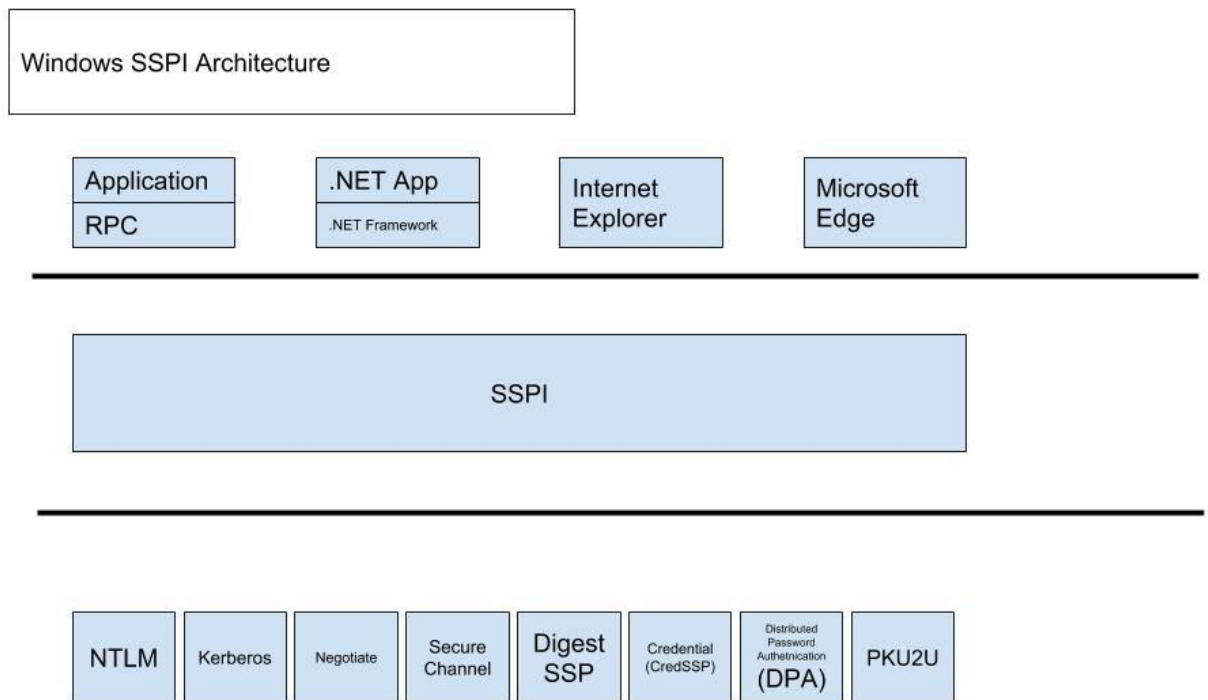 Windows SSPI Architecture
Application
RPC
.NET App
.NET Framework
Internet
Explorer
Microsoft
Edge
SSPI
NTLM
Kerberos
Negotiate
Secure
Channel
Digest
SSP
Credential
(CredSSP)
Distributed
Password
Authetnication
(DPA)
PKU2U